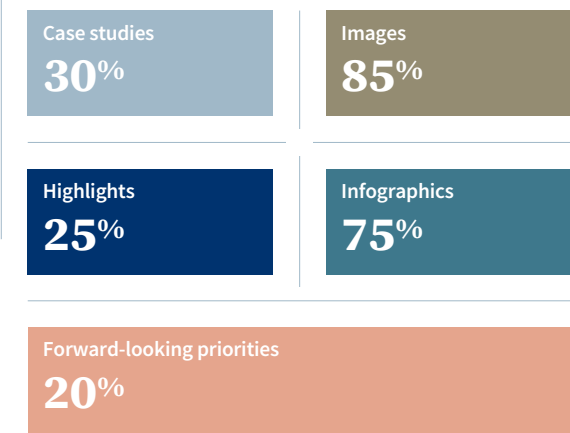 Case studies
30%
Images
85%
Highlights
25%
Infographics
75%
Forward-looking priorities
20%